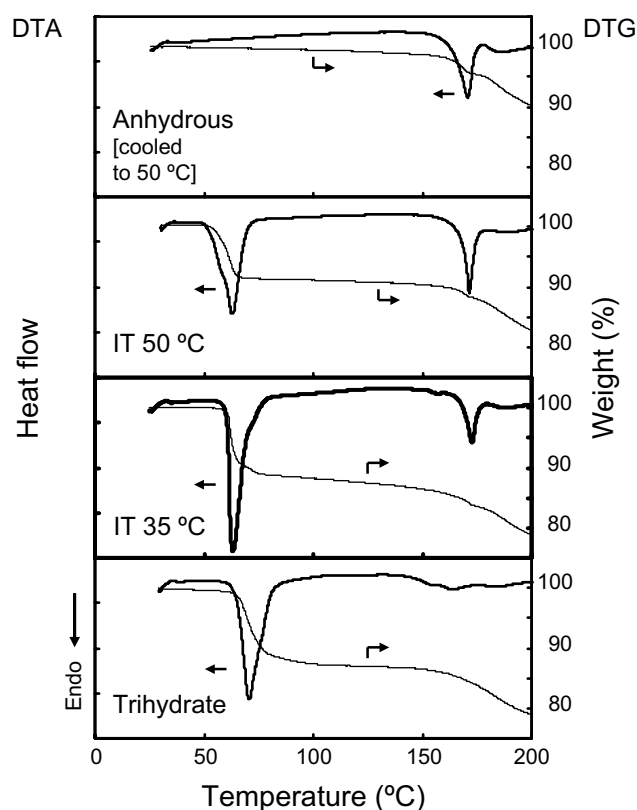 DTA
DTG
100
90
80
Anhydrous
[cooled
to 50 ºC]
100
90
80
IT 50 ºC
Heat flow
Weight (%)
100
90
80
IT 35 ºC
100
90
80
Endo
Trihydrate
0 50 100 150 200
Temperature (ºC)